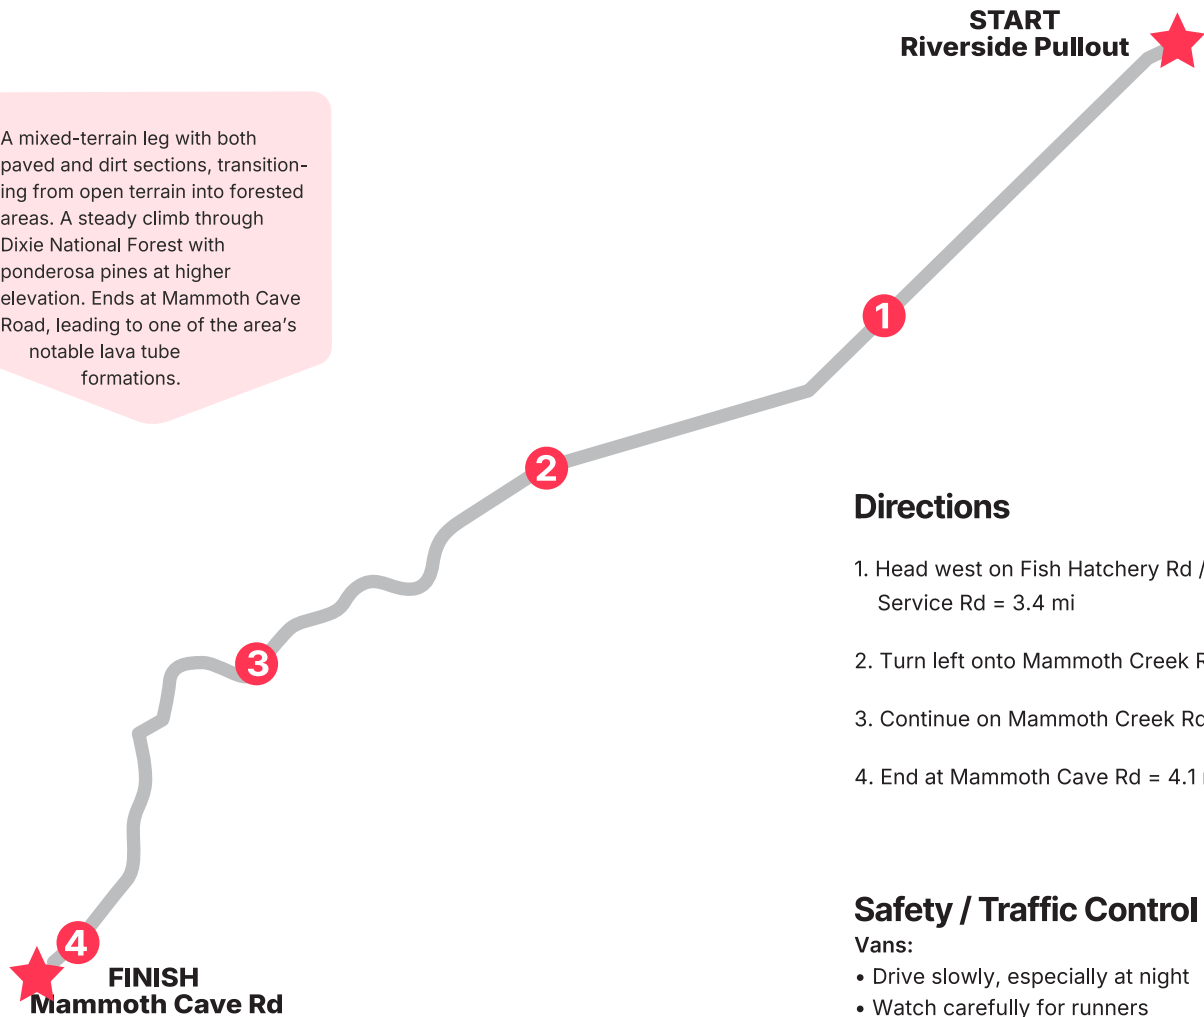 START
Riverside Pullout
A mixed-terrain leg with both
paved and dirt sections, transition-
ing from open terrain into forested
areas. A steady climb through
Dixie National Forest with
ponderosa pines at higher
elevation. Ends at Mammoth Cave
Road, leading to one of the area's
notable lava tube
formations.
1
2
3
4
FINISH
Mammoth Cave Rd
Directions
1. Head west on Fish Hatchery Rd /
Service Rd = 3.4 mi
2. Turn left onto Mammoth Creek
3. Continue on Mammoth Creek Rd
4. End at Mammoth Cave Rd = 4.1
Safety / Traffic Control
Vans:
• Drive slowly, especially at night
• Watch carefully for runners